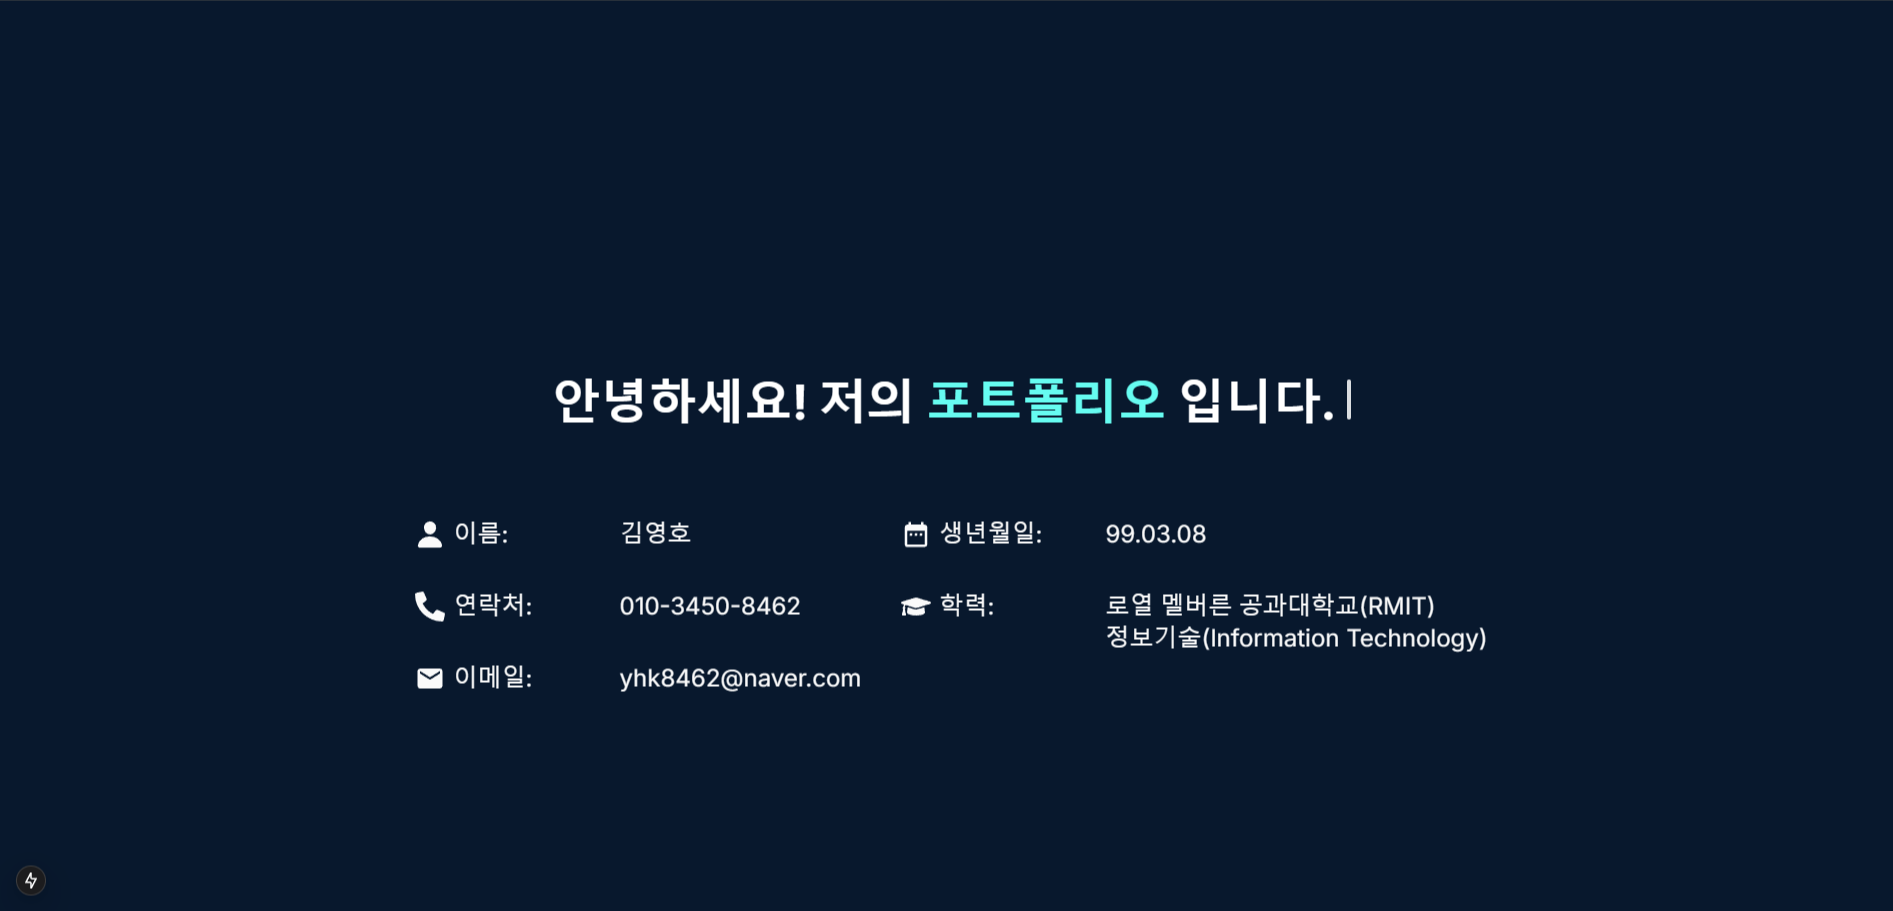 안녕하세요! 저의 포트폴리오 입니다.
이름: 김영호
생년월일: 99.03.08
연락처: 010-3450-8462
학력: 로열 멜버른 공과대학교(RMIT)
정보기술(Information Technology)
이메일: yhk8462@naver.com